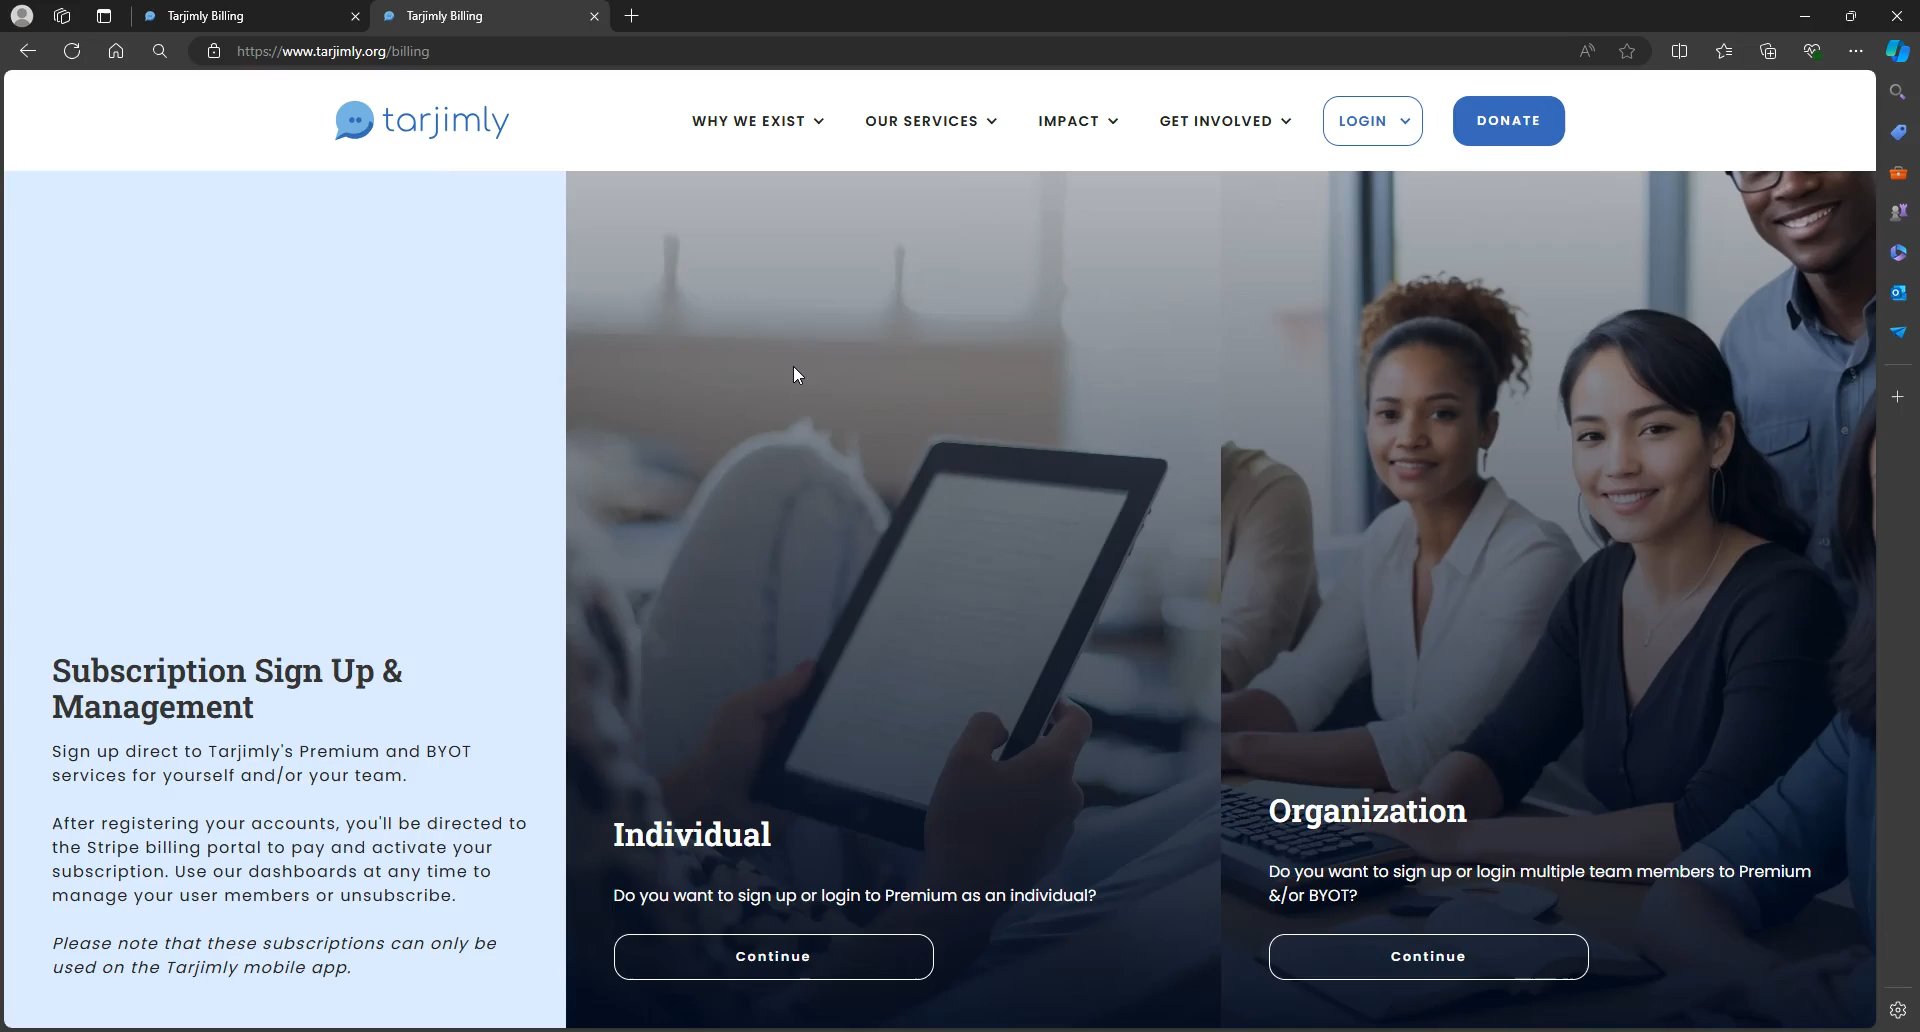 Tarjimly Billing
Tarjimly Billing
https://www.tarjimly.org/billing
tarjimly
WHY WE EXIST
OUR SERVICES
IMPACT
GET INVOLVED
LOGIN
DONATE
Subscription Sign Up &
Management
Sign up direct to Tarjimly's Premium and BYOT
services for yourself and/or your team.
After registering your accounts, you'll be directed to
the Stripe billing portal to pay and activate your
subscription. Use our dashboards at any time to
manage your user members or unsubscribe.
Please note that these subscriptions can only be
used on the Tarjimly mobile app.
Individual
Do you want to sign up or login to Premium as an individual?
Continue
Organization
Do you want to sign up or login multiple team members to Premium
&/or BYOT?
Continue